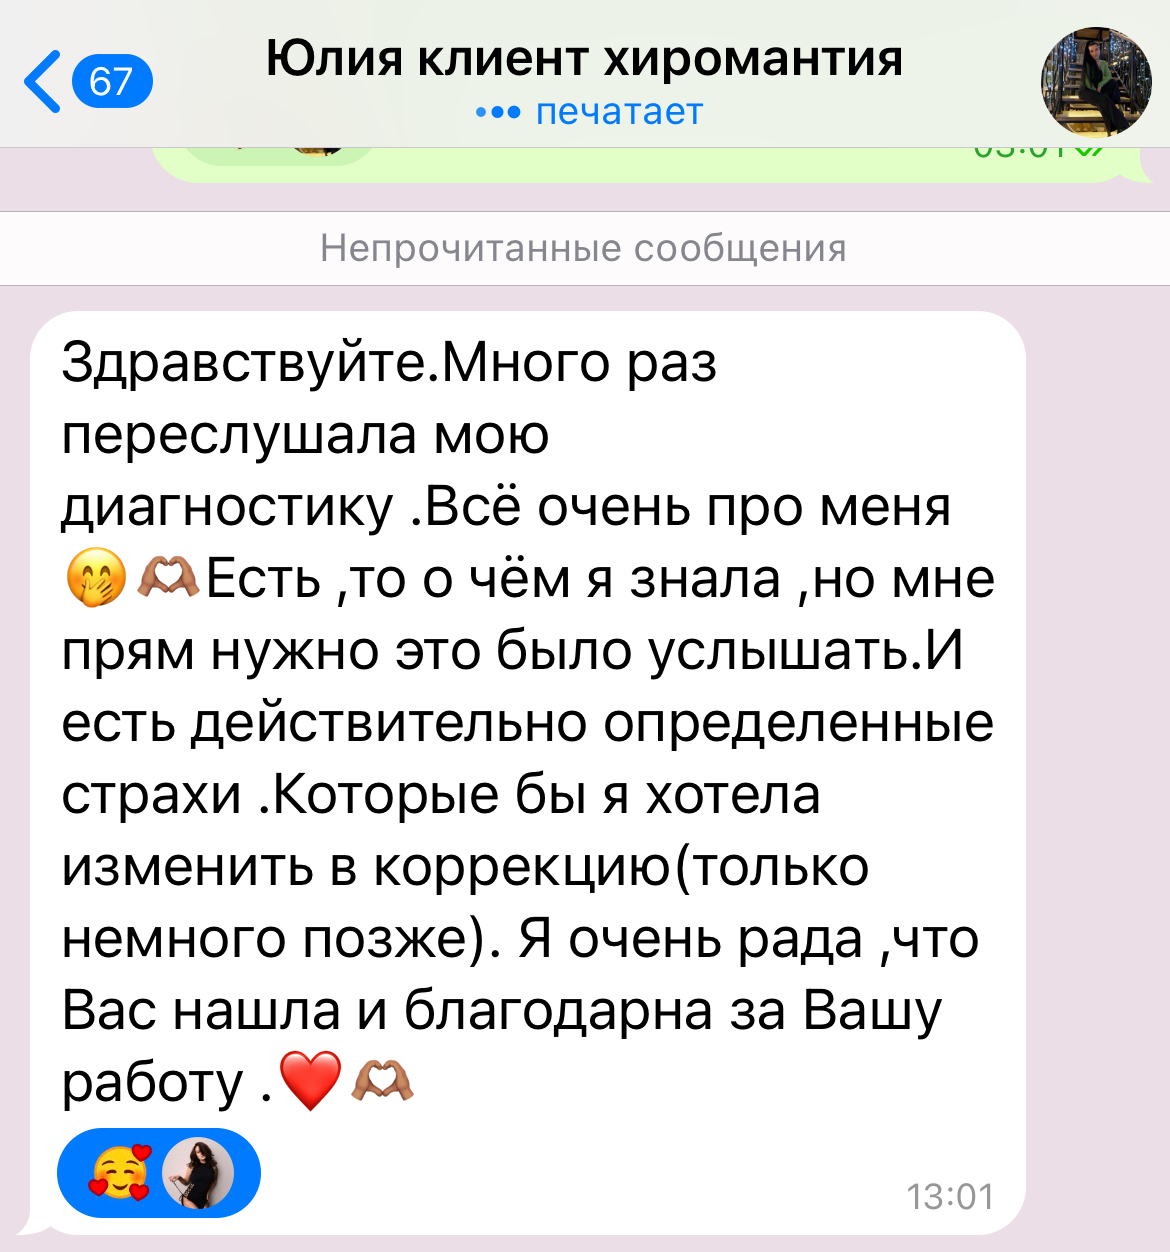 67
Юлия клиент хиромантия
печатает
Непрочитанные сообщения
Здравствуйте.Много раз
переслушала мою
диагностику .Всё очень про меня
🤭🫶🏽Есть ,то о чём я знала ,но мне
прям нужно это было услышать.И
есть действительно определенные
страхи .Которые бы я хотела
изменить в коррекцию(только
немного позже). Я очень рада ,что
Вас нашла и благодарна за Вашу
работу .❤️🫶🏽
🥰
13:01